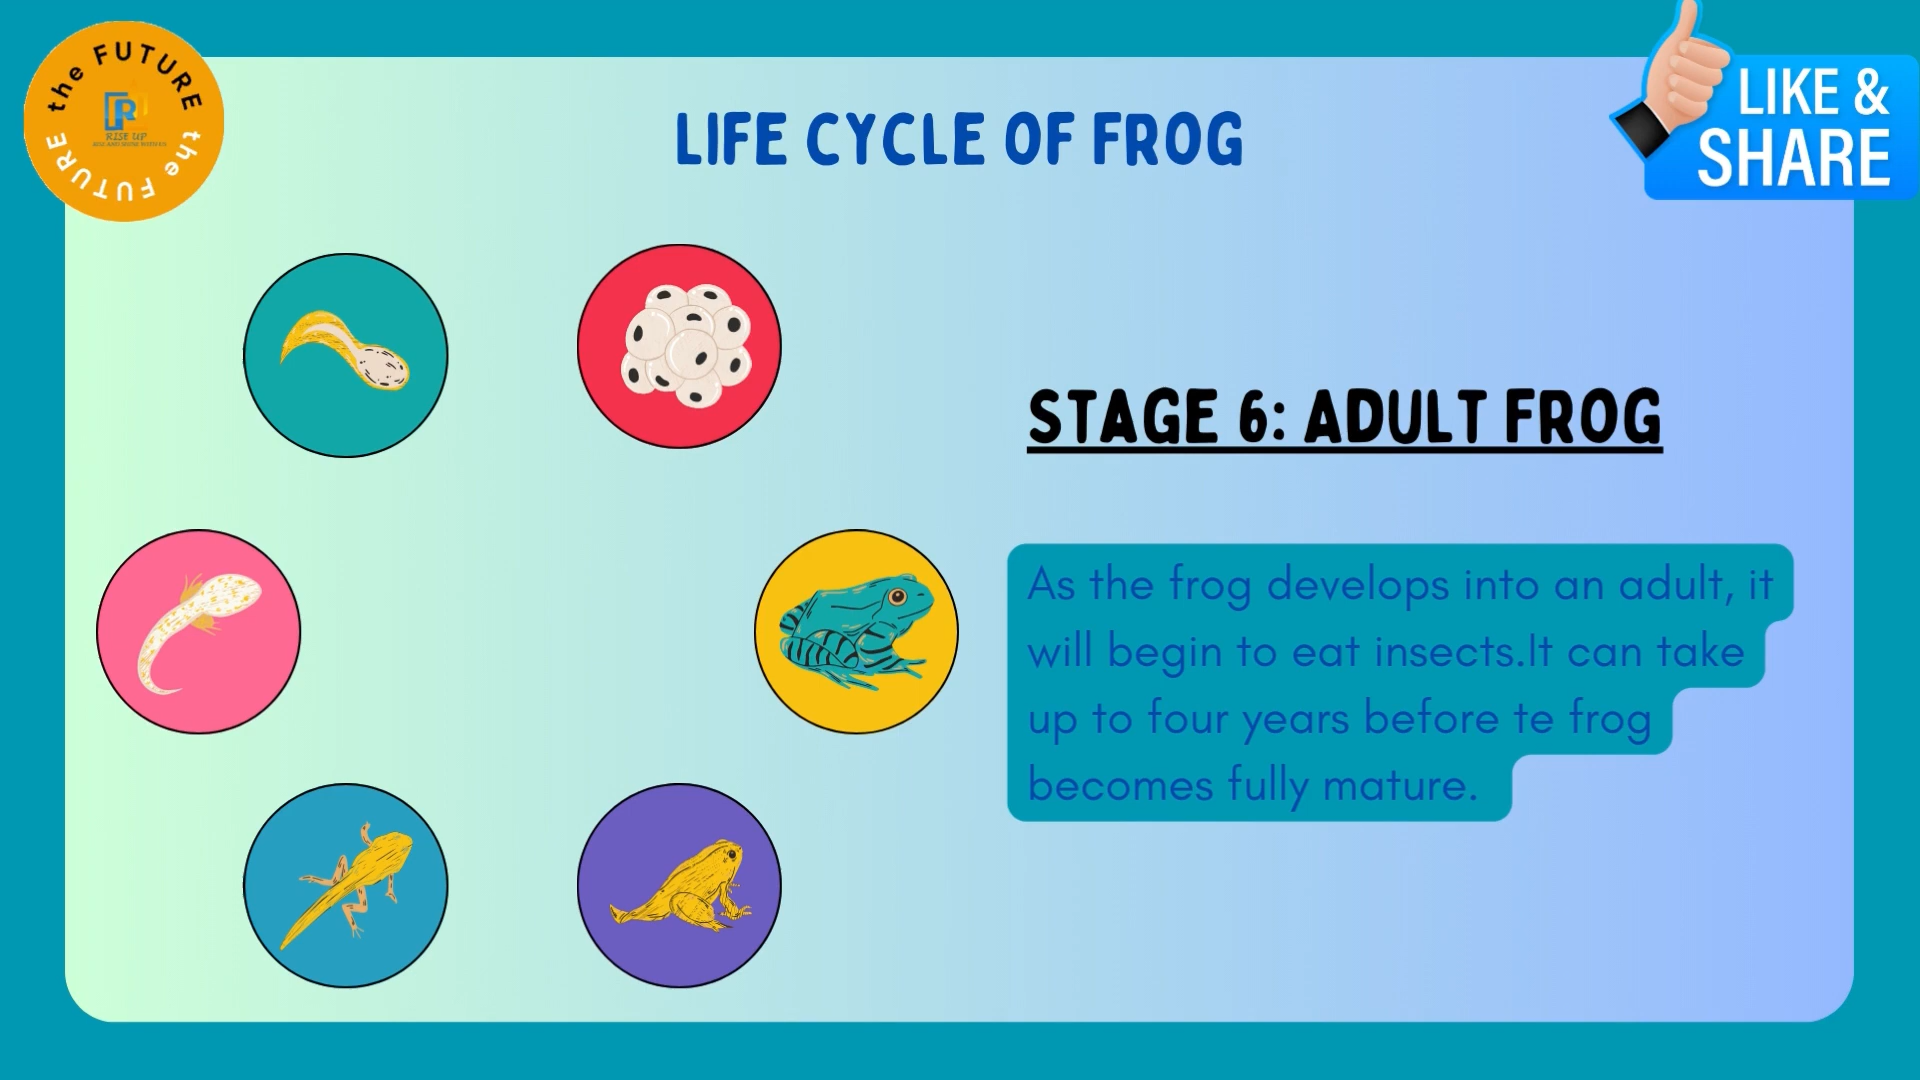 the FUTURE
the FUTURE
RISE UP
LIKE &
SHARE
LIFE CYCLE OF FROG
STAGE 6: ADULT FROG
As the frog develops into an adult, it
will begin to eat insects.It can take
up to four years before te frog
becomes fully mature.